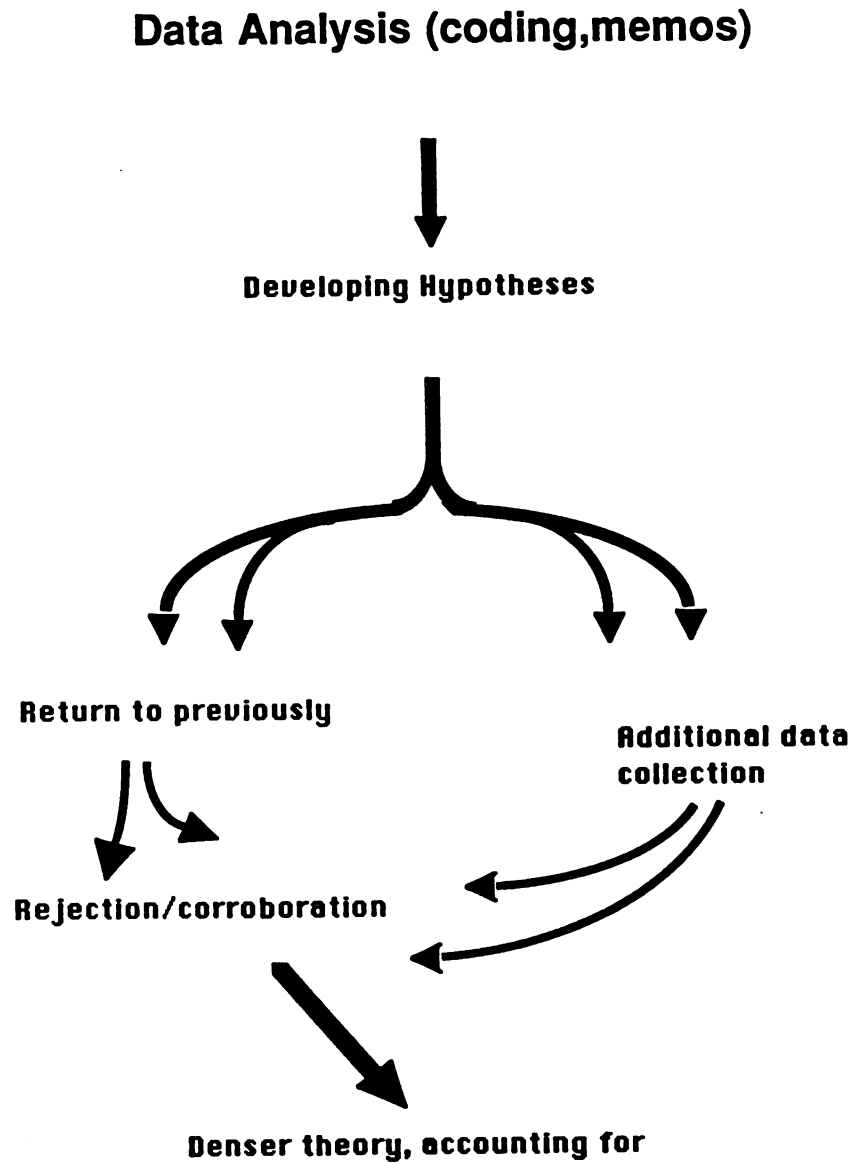 Data Analysis (coding,memos)
Developing Hypotheses
Return to previously
Additional data
collection
Rejection/corroboration
Denser theory, accounting for